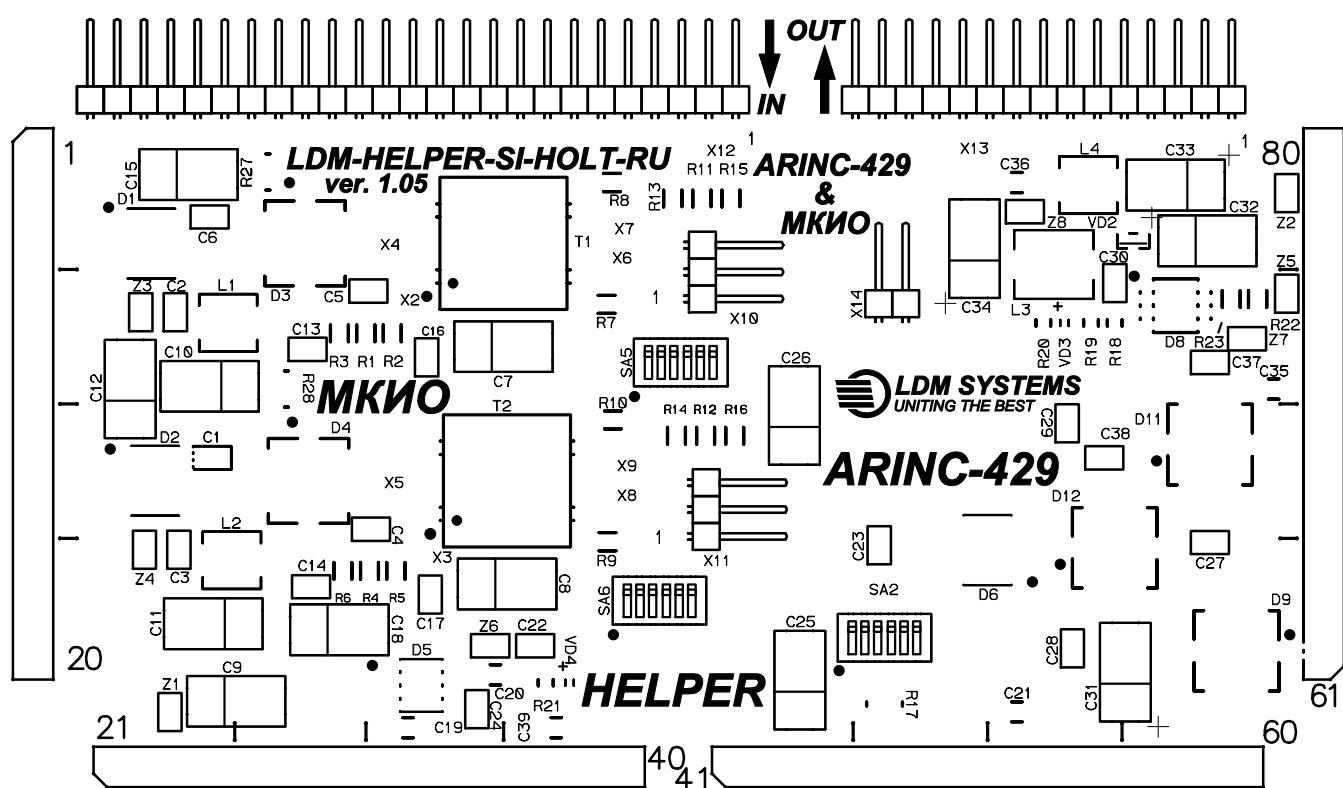 OUT
IN
1
LDM-HELPER-SI-HOLT-RU
ver. 1.05
1
X12
ARINC-429
&
МКИО
X13
1
80
C15
R27
D1
C6
R8
R13
R11
R15
X4
T1
X7
X6
C36
L4
C33
Z8
VD2
C32
Z2
Z3
C2
L1
D3
C5
X2
1
R7
X10
X14
C34
L3
C30
Z5
C13
R3
R1
R2
C16
C7
SA5
C26
R20
VD3
R19
R18
D8
R23
R22
Z7
C37
C35
C12
C10
R28
МКИО
T2
R10
R14
R12
R16
LDM SYSTEMS
UNITING THE BEST
C29
D11
C38
D2
C1
D4
X9
X8
ARINC-429
X5
D12
L2
C4
X3
1
R9
X11
C23
C27
Z4
C3
C14
R6
R4
R5
C17
C8
SA6
SA2
D6
D9
C11
C18
Z6
C22
VD4
C25
C28
C31
20
C9
D5
Z1
C20
C19
C24
C39
R21
HELPER
R17
C21
61
21
60
40
41